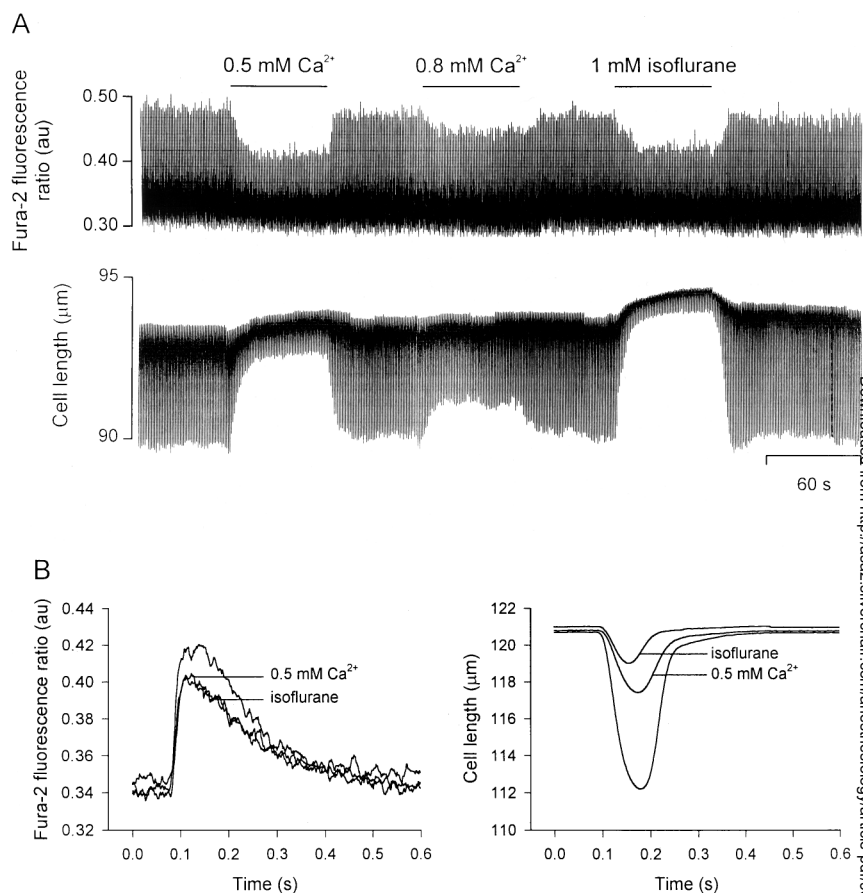 A
0.5 mM Ca²⁺
0.8 mM Ca²⁺
1 mM isoflurane
Fura-2 fluorescence
ratio (au)
0.50
0.40
0.30
Cell length (μm)
95
90
60 s
B
Fura-2 fluorescence ratio (au)
0.44
0.42
0.40
0.38
0.36
0.34
0.32
0.5 mM Ca²⁺
isoflurane
0.0 0.1 0.2 0.3 0.4 0.5 0.6
Time (s)
Cell length (μm)
122
120
118
116
114
112
110
isoflurane
0.5 mM Ca²⁺
0.0 0.1 0.2 0.3 0.4 0.5 0.6
Time (s)